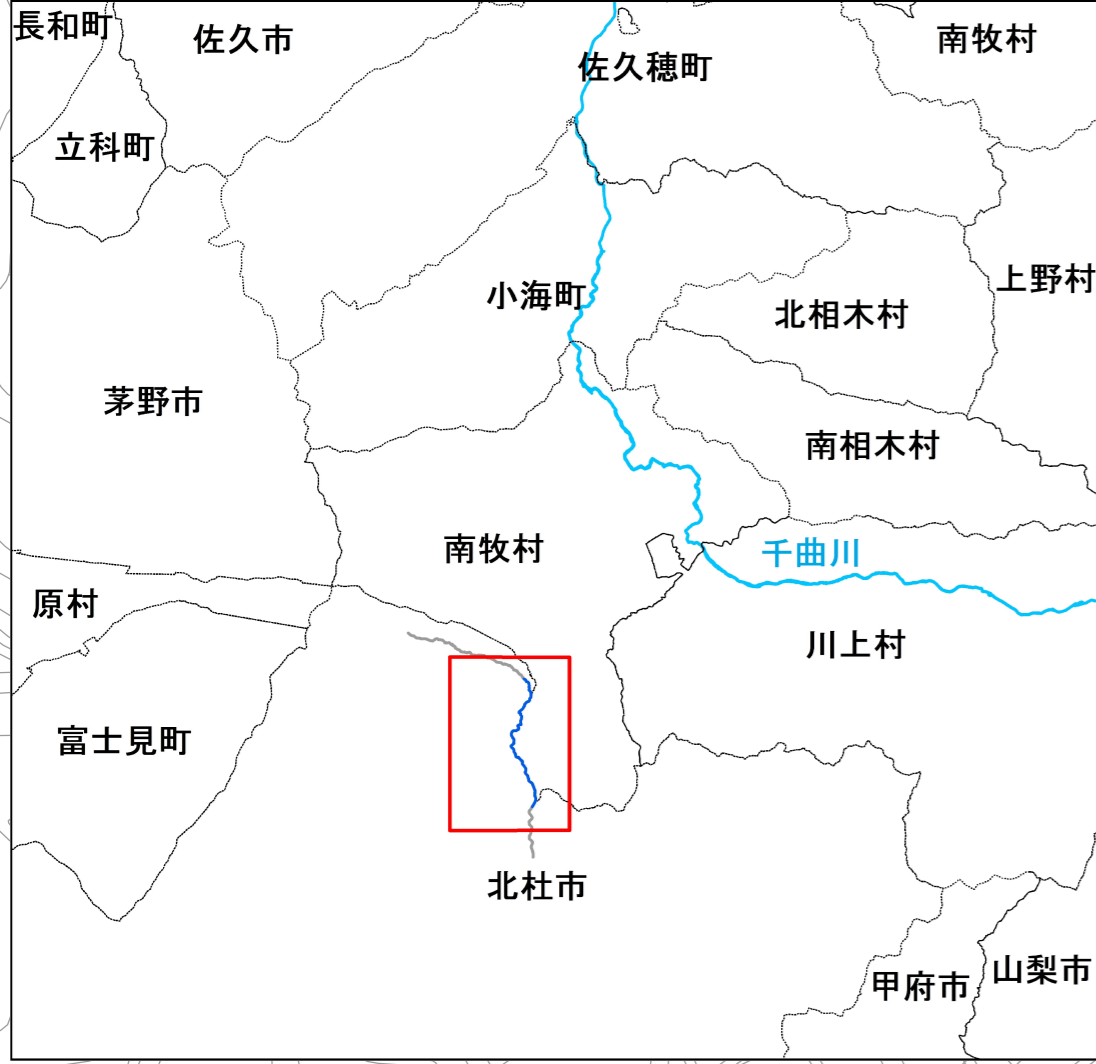 長和町
佐久市
佐久穂町
南牧村
立科町
小海町
北相木村
上野村
茅野市
南相木村
南牧村
千曲川
原村
川上村
富士見町
北杜市
甲府市
山梨市